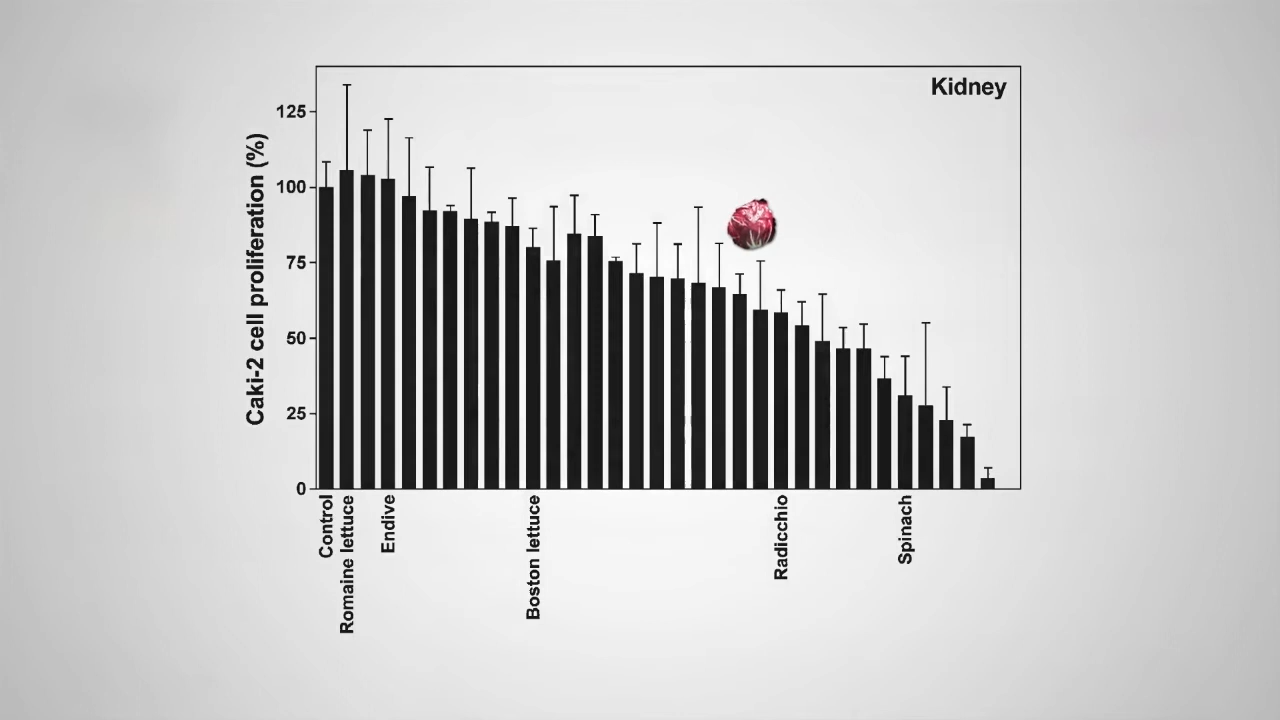 Kidney
Caki-2 cell proliferation (%)
125
100
75
50
25
0
Control
Romaine lettuce
Endive
Boston lettuce
Radicchio
Spinach